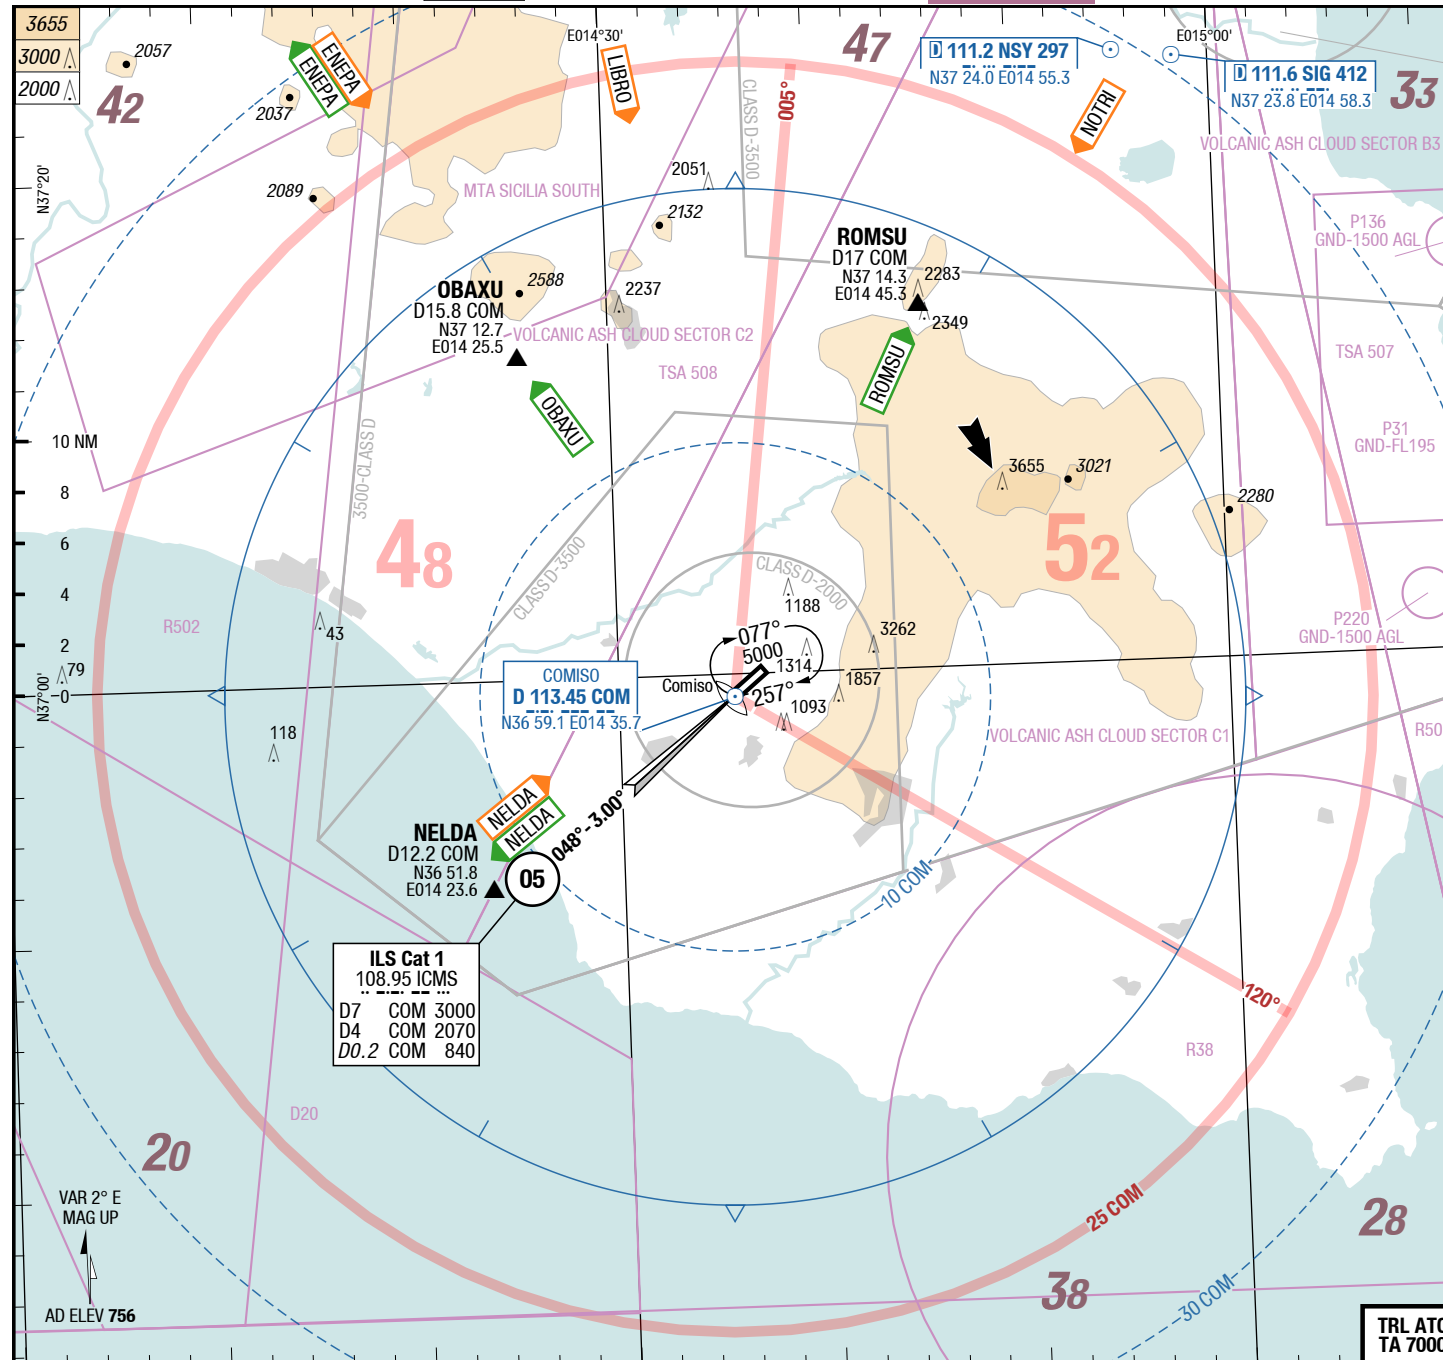 3655
3000
2000
2057
42
ENEPA
ENEPA
2037
E014°30'
LIBRO
47
CLASS D-3500
005°
D 111.2 NSY 297
N37 24.0 E014 55.3
E015°00'
D 111.6 SIG 412
N37 23.8 E014 58.3
33
NOTRI
VOLCANIC ASH CLOUD SECTOR B3
N37°20'
2089
MTA SICILIA SOUTH
2051
2132
P136
GND-1500 AGL
ROMSU
D17 COM
N37 14.3
E014 45.3
2283
2349
OBAXU
D15.8 COM
N37 12.7
E014 25.5
2588
2237
VOLCANIC ASH CLOUD SECTOR C2
TSA 508
TSA 507
ROMSU
OBAXU
P31
GND-FL195
10 NM
8
6
4
2
0
3500-CLASS D
3655
3021
2280
48
52
CLASS D-3500
CLASS D-2000
1188
R502
43
79
N37°00'
077°
5000
1314
257°
3262
1857
1093
P220
GND-1500 AGL
COMISO
D 113.45 COM
N36 59.1 E014 35.7
Comiso
118
VOLCANIC ASH CLOUD SECTOR C1
R50
NELDA
NELDA
NELDA
D12.2 COM
N36 51.8
E014 23.6
048°-3.00°
05
10 COM
ILS Cat 1
108.95 ICMS
D7 COM 3000
D4 COM 2070
D0.2 COM 840
120°
R38
D20
20
25 COM
28
38
30 COM
VAR 2° E
MAG UP
AD ELEV 756
TRL ATC
TA 7000